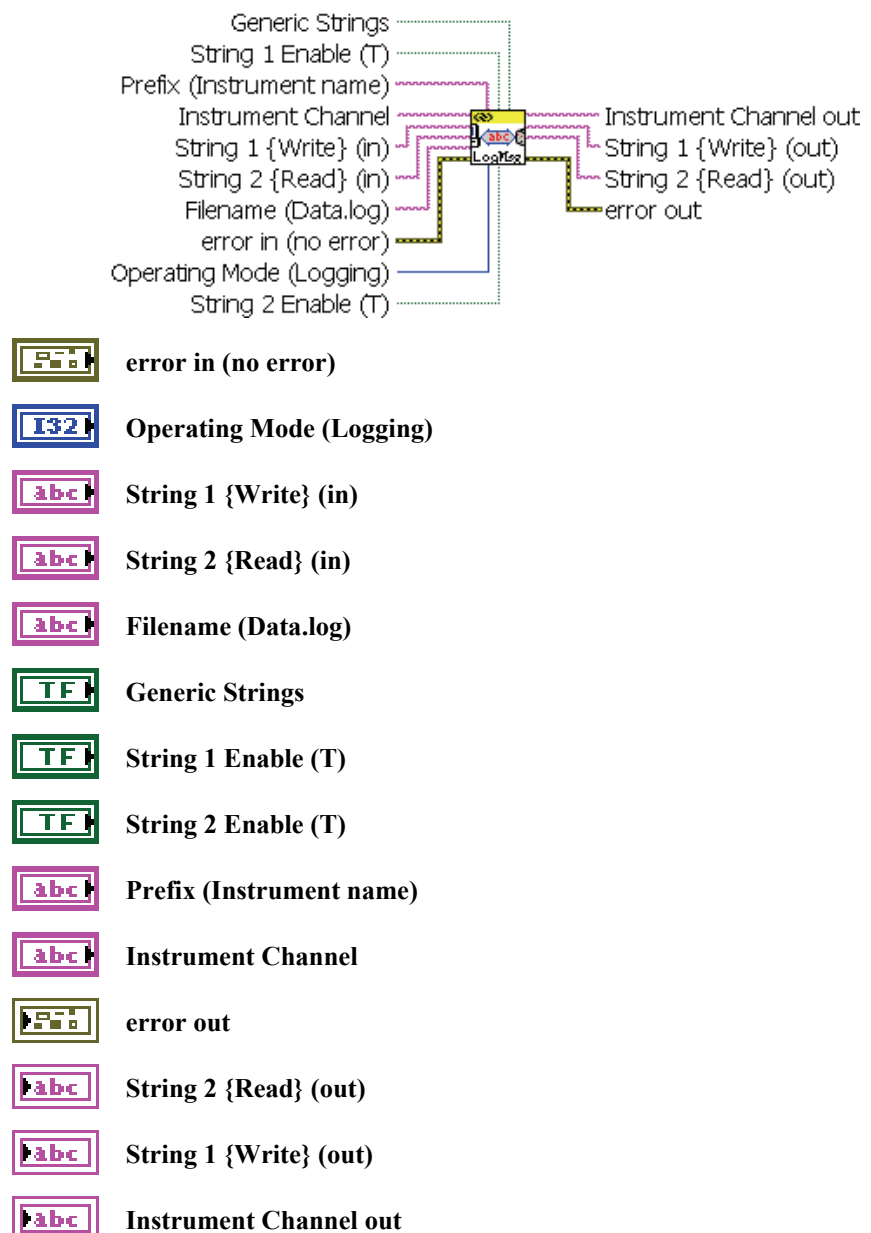 Generic Strings
String 1 Enable (T)
Prefix (Instrument name)
Instrument Channel
Instrument Channel out
String 1 {Write} (in)
String 1 {Write} (out)
String 2 {Read} (in)
String 2 {Read} (out)
Filename (Data.log)
error out
error in (no error)
Operating Mode (Logging)
String 2 Enable (T)
abc
LogMsg
error in (no error)
I32 Operating Mode (Logging)
abc String 1 {Write} (in)
abc String 2 {Read} (in)
abc Filename (Data.log)
TF Generic Strings
TF String 1 Enable (T)
TF String 2 Enable (T)
abc Prefix (Instrument name)
abc Instrument Channel
error out
abc String 2 {Read} (out)
abc String 1 {Write} (out)
abc Instrument Channel out